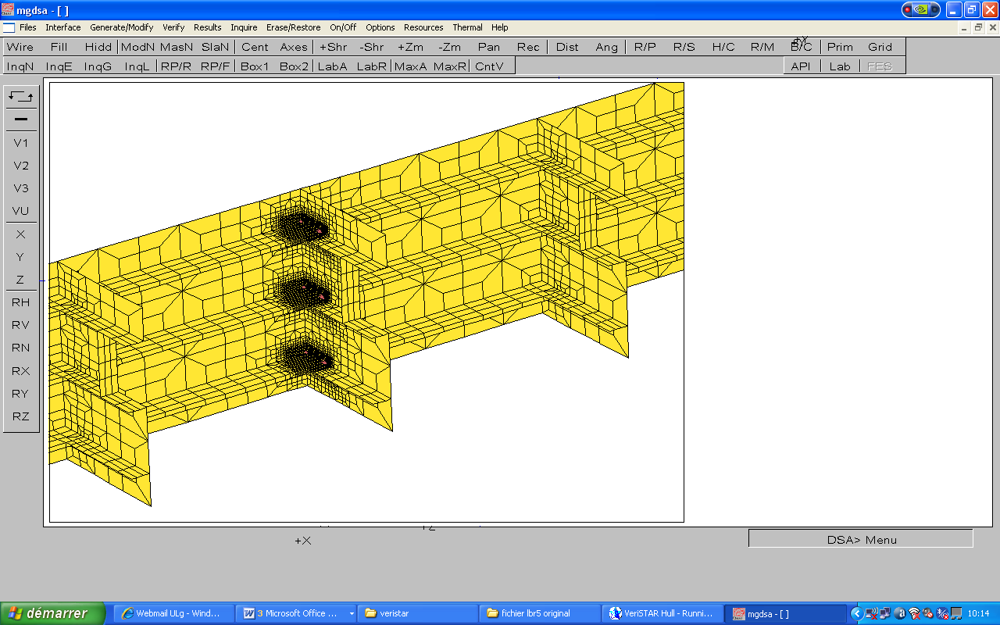 mgdsa - [ ]
Files Interface Generate/Modify Verify Results Inquire Erase/Restore On/Off Options Resources Thermal Help
Wire Fill Hidd ModN MasN SlaN Cent Axes +Shr -Shr +Zm -Zm Pan Rec Dist Ang R/P R/S H/C R/M B/C Prim Grid
InqN InqE InqG InqL RP/R RP/F Box1 Box2 LabA LabR MaxA MaxR CntV API Lab FES
V1
V2
V3
VU
X
Y
Z
RH
RV
RN
RX
RY
RZ
+X
+Z
DSA> Menu
démarrer Webmail ULg - Wind... 3 Microsoft Office ... veristar fichier lbr5 original VeriSTAR Hull - Runni... mgdsa - [ ] 10:14